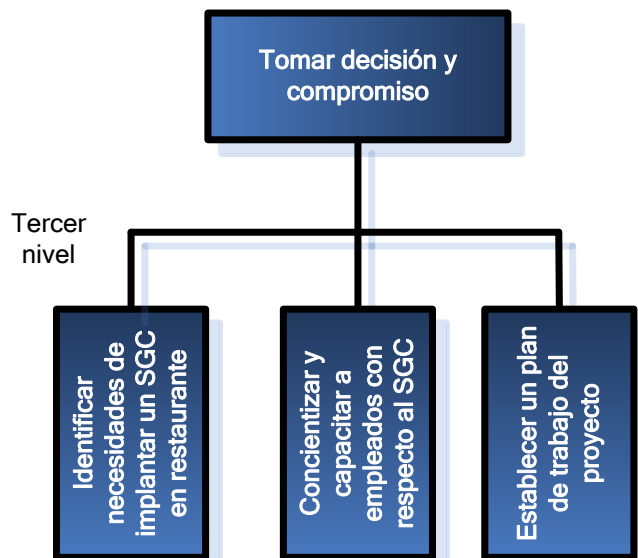 Tomar decisión y
compromiso
Tercer
nivel
Identificar
necesidades de
implantar un SGC
en restaurante
Concientizar y
capacitar a
empleados con
respecto al SGC
Establecer un plan
de trabajo del
proyecto